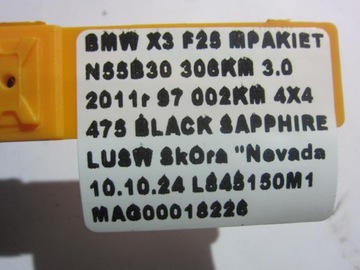 BMW X3 F25 MPAKIET
N55B30 306KM 3.0
2011r 97 002KM 4X4
475 BLACK SAPPHIRE
LUSW SkOra "Nevada
10.10.24 LS45150M1
MAG00018226